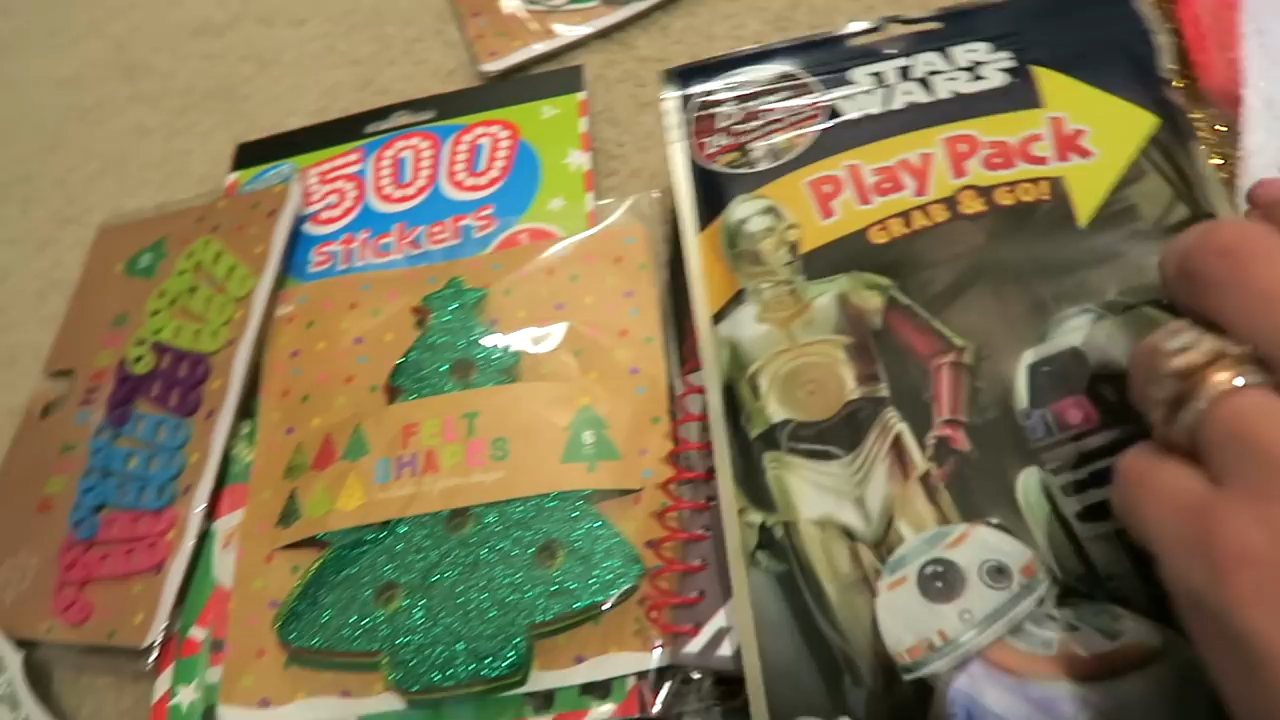 500
stickers
FELT
SHAPES
STAR
WARS
Play Pack
GRAB & GO!